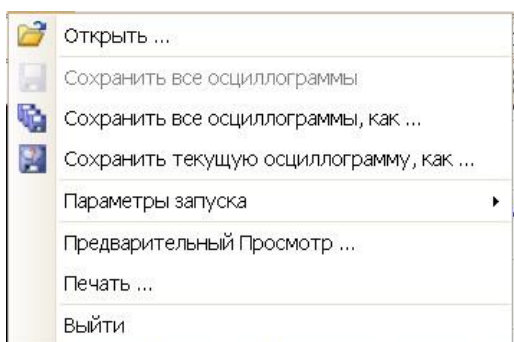 Открыть ...
Сохранить все осциллограммы
Сохранить все осциллограммы, как ...
Сохранить текущую осциллограмму, как ...
Параметры запуска
Предварительный Просмотр ...
Печать ...
Выйти